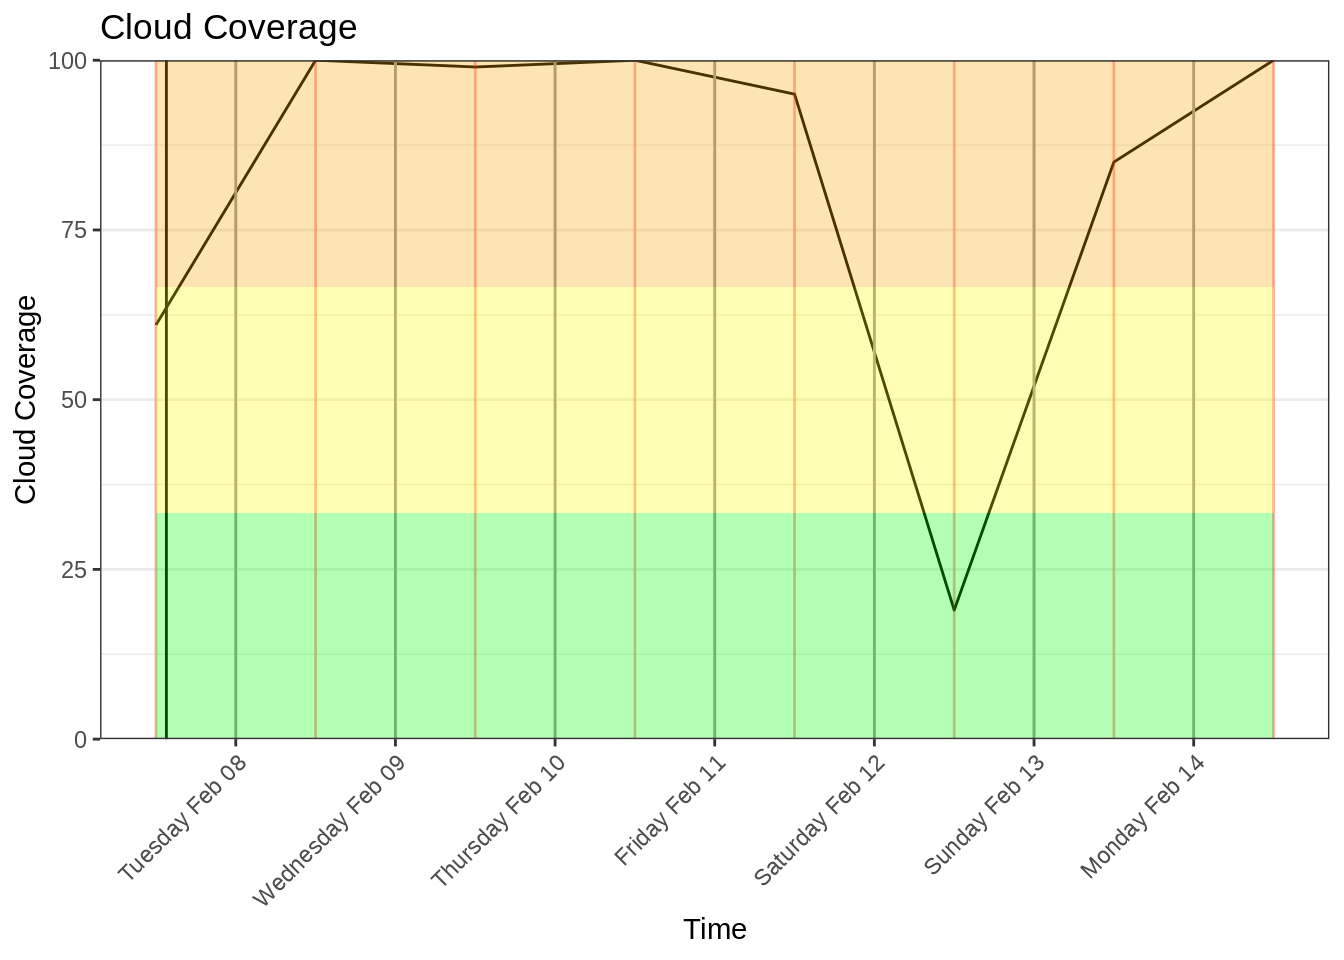 Cloud Coverage
100
75
50
25
0
Cloud Coverage
Tuesday Feb 08
Wednesday Feb 09
Thursday Feb 10
Friday Feb 11
Saturday Feb 12
Sunday Feb 13
Monday Feb 14
Time